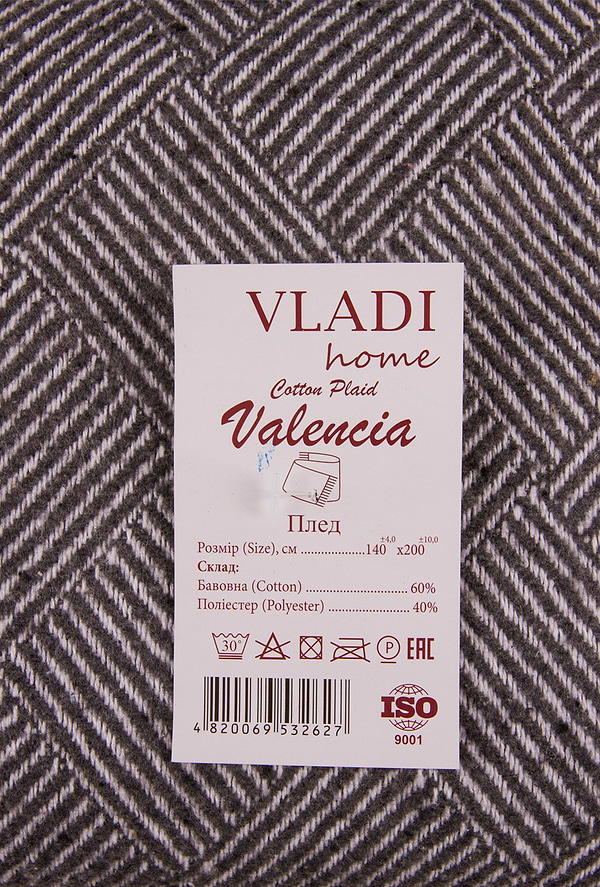 VLADI
home
Cotton Plaid
Valencia
Плед
Розмір (Size), см ..................140 ±4,0 x200 ±10,0
Склад:
Бавовна (Cotton) ............................ 60%
Поліестер (Polyester) ...................... 40%
30° P EAC
4 820069 532627
ISO
9001